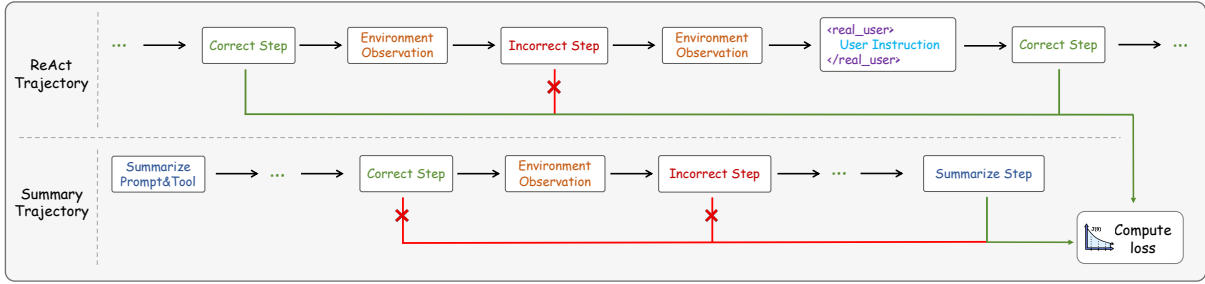 ReAct
Trajectory
...
Correct Step
Environment
Observation
Incorrect Step
Environment
Observation
<real_user>
User Instruction
</real_user>
Correct Step
...
Summary
Trajectory
Summarize
Prompt&Tool
...
Correct Step
Environment
Observation
Incorrect Step
...
Summarize Step
J(θ)
Compute
loss